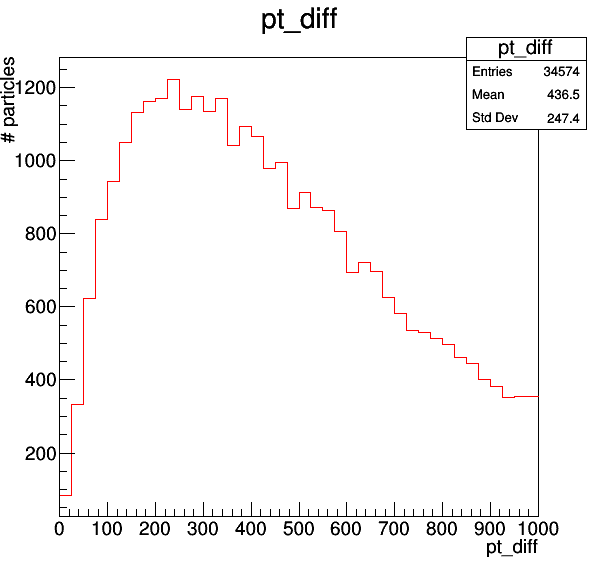 pt_diff
pt_diff
Entries 34574
Mean 436.5
Std Dev 247.4
# particles
1200
1000
800
600
400
200
0 100 200 300 400 500 600 700 800 900 1000
pt_diff